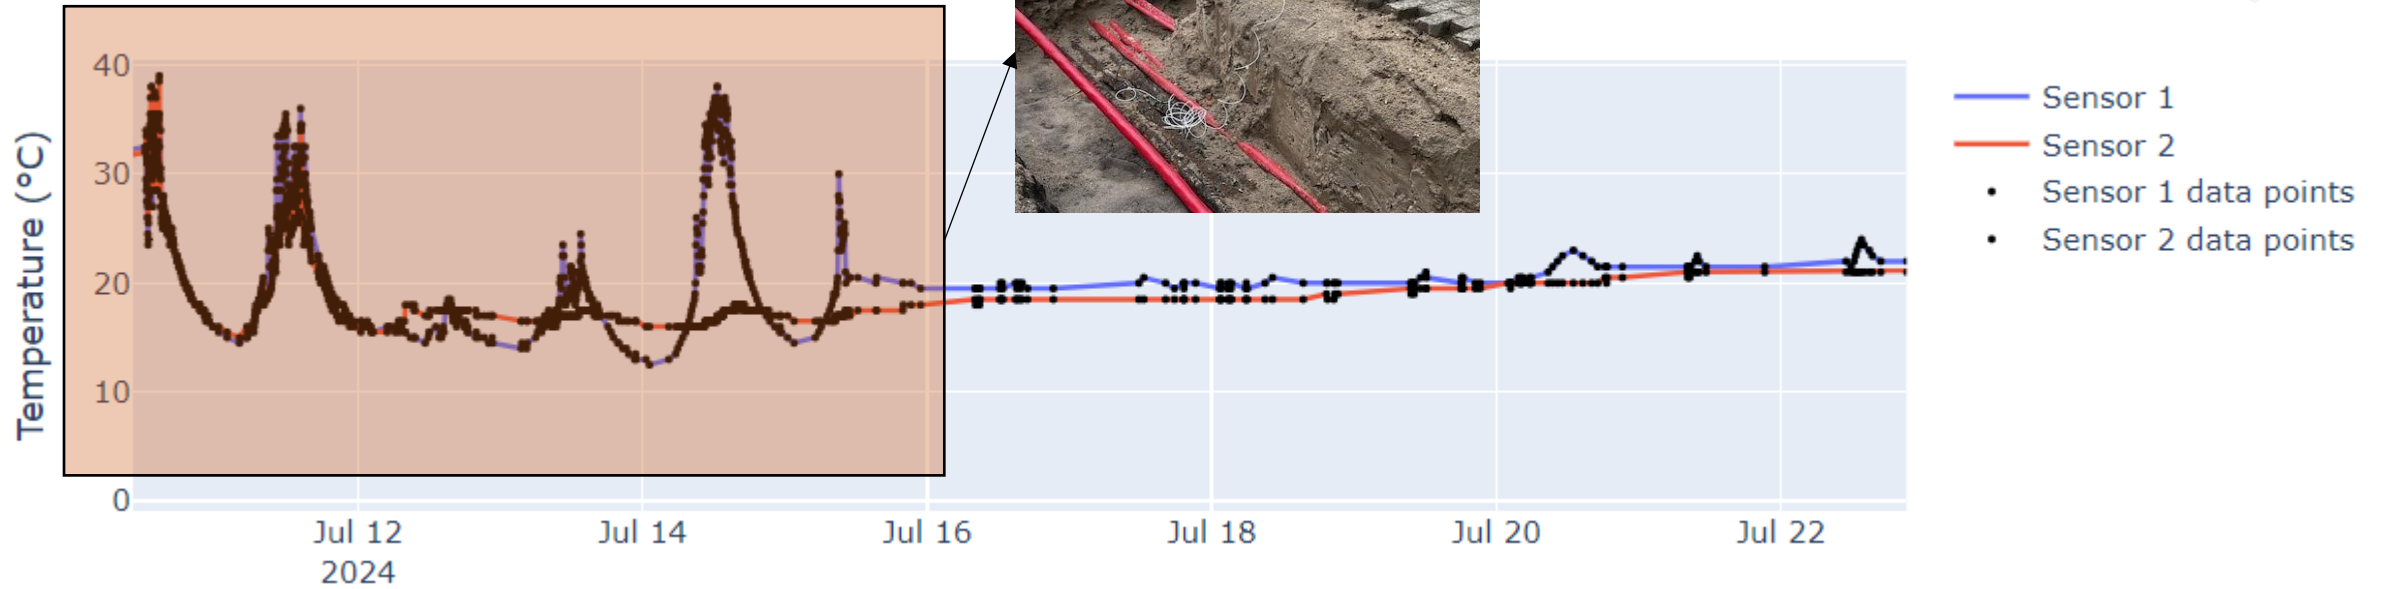 Temperature (°C)
40
30
20
10
0
Jul 12
2024
Jul 14
Jul 16
Jul 18
Jul 20
Jul 22
Sensor 1
Sensor 2
Sensor 1 data points
Sensor 2 data points